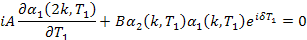 iA ∂α₁(2k,T₁)/∂T₁ + Bα₂(k,T₁)α₁(k,T₁)e^{iδT₁} = 0